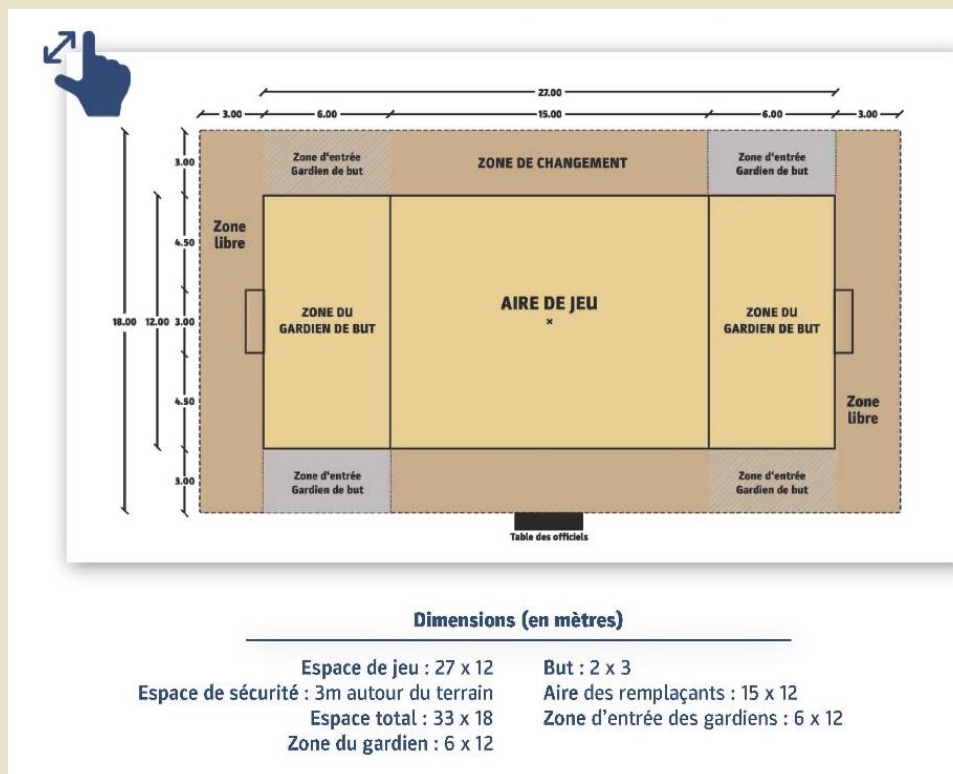 27.00
3.00 6.00 15.00 6.00 3.00
3.00
Zone d'entrée
Gardien de but
ZONE DE CHANGEMENT
Zone d'entrée
Gardien de but
Zone
libre
4.50
18.00 12.00 3.00
ZONE DU
GARDIEN DE BUT
AIRE DE JEU
ZONE DU
GARDIEN DE BUT
4.50
Zone
libre
3.00
Zone d'entrée
Gardien de but
Zone d'entrée
Gardien de but
Table des officiels
Dimensions (en mètres)
Espace de jeu : 27 x 12
Espace de sécurité : 3m autour du terrain
Espace total : 33 x 18
Zone du gardien : 6 x 12
But : 2 x 3
Aire des remplaçants : 15 x 12
Zone d'entrée des gardiens : 6 x 12